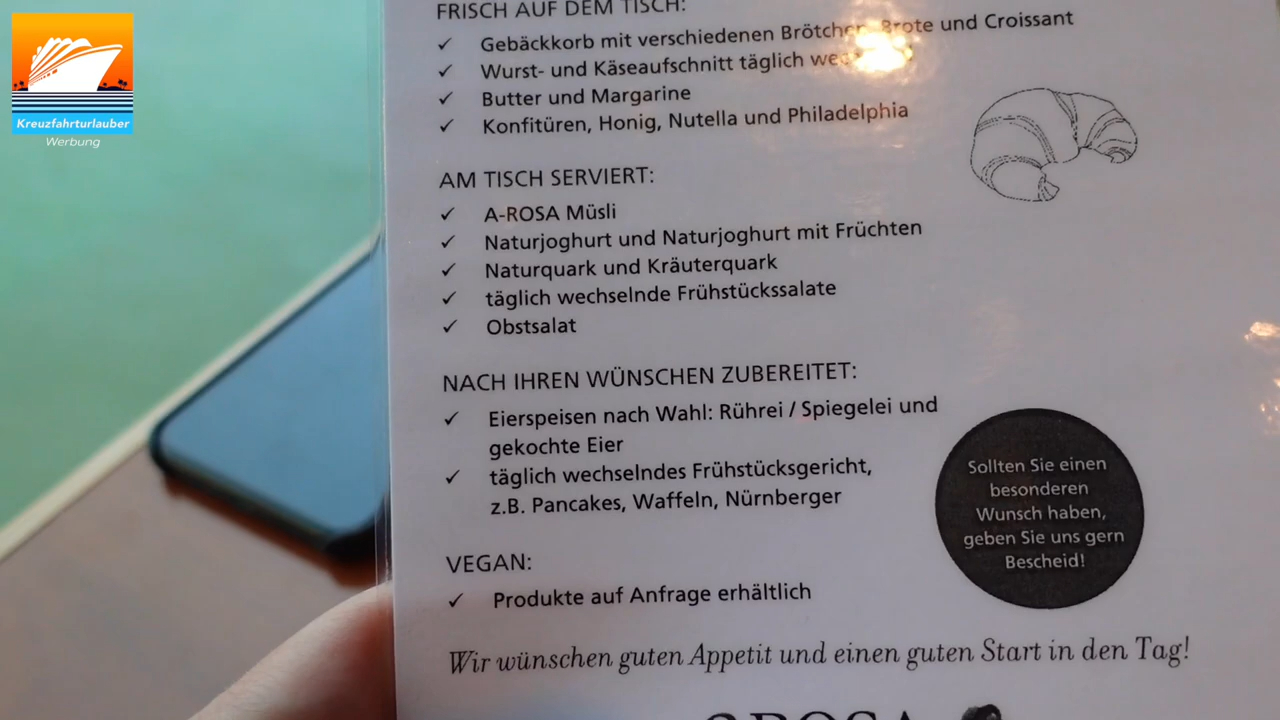 Kreuzfahrturlauber
Werbung
FRISCH AUF DEM TISCH:
✓ Gebäckkorb mit verschiedenen Brötchen, Brote und Croissant
✓ Wurst- und Käseaufschnitt täglich
✓ Butter und Margarine
✓ Konfitüren, Honig, Nutella und Philadelphia
AM TISCH SERVIERT:
✓ A-ROSA Müsli
✓ Naturjoghurt und Naturjoghurt mit Früchten
✓ Naturquark und Kräuterquark
✓ täglich wechselnde Frühstückssalate
✓ Obstsalat
NACH IHREN WÜNSCHEN ZUBEREITET:
✓ Eierspeisen nach Wahl: Rührei / Spiegelei und
gekochte Eier
✓ täglich wechselndes Frühstücksgericht,
z.B. Pancakes, Waffeln, Nürnberger
Sollten Sie einen
besonderen
Wunsch haben,
geben Sie uns gern
Bescheid!
VEGAN:
✓ Produkte auf Anfrage erhältlich
Wir wünschen guten Appetit und einen guten Start in den Tag!